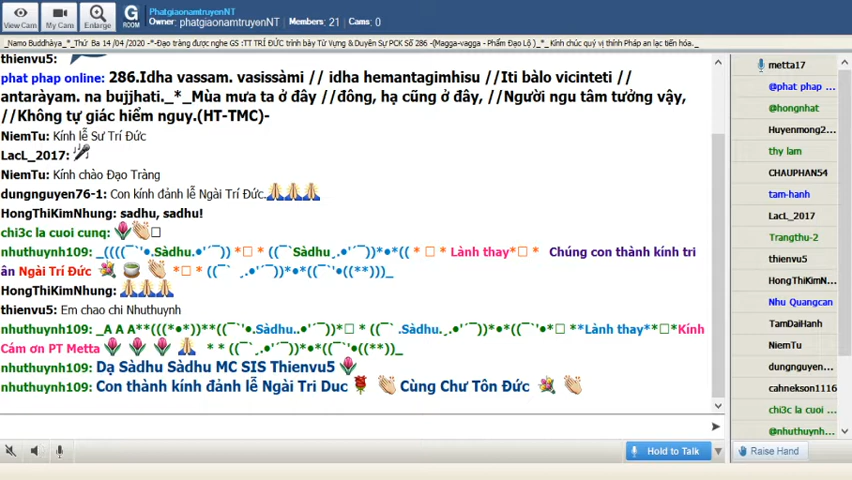 View Cam
My Cam
Enlarge
G
ROOM
PhatgiaonamtruyenNT
Owner: phatgiaonamtruyenNT Members: 21 Cams: 0
_Namo Buddhàya_*_Thứ Ba 14 /04 /2020 -*-Đạo tràng được nghe GS :TT TRÍ ĐỨC trình bày Từ Vựng & Duyên Sự PCK Số 286 -(Magga-vagga - Phẩm Đạo Lộ )_*_ Kính chúc quý vị thính Pháp an lạc tiến hóa._
thienvu5:
phat phap online: 286.Idha vassam. vasissàmi // idha hemantagimhisu //Iti bàlo vicinteti //
antaràyam. na bujjhati._*_Mùa mưa ta ở đây //đông, hạ cũng ở đây, //Người ngu tâm tưởng vậy,
//Không tự giác hiểm nguy.(HT-TMC)-
NiemTu: Kính lễ Sư Trí Đức
LacL_2017:
NiemTu: Kính chào Đạo Tràng
dungnguyen76-1: Con kính đảnh lễ Ngài Trí Đức.
HongThiKimNhung: sadhu, sadhu!
chi3c la cuoi cunq:
nhuthuynh109: _((((¯`'•.Sàdhu.•'´¯)) *□ * ((¯`Sàdhu¸.•'´¯))*•*(( * □ * Lành thay*□ * Chúng con thành kính tri
ân Ngài Trí Đức *□ * ((¯` ¸.•'´¯))*•*((¯`'•((**)))_
HongThiKimNhung:
thienvu5: Em chao chi Nhuthuynh
nhuthuynh109: _A A A**(((*•*))**((¯`'•.Sàdhu..•'´¯))*□ * ((¯` .Sàdhu.¸.•'´¯))*•*((¯`'•*□ **Lành thay**□*Kính
Cám ơn PT Metta * * ((¯`¸.•'´¯))*•*((¯`'•((**))_
nhuthuynh109: Dạ Sàdhu Sàdhu MC SIS Thienvu5
nhuthuynh109: Con thành kính đảnh lễ Ngài Tri Duc Cùng Chư Tôn Đức
Hold to Talk
Raise Hand
metta17
@phat phap ...
@hongnhat
Huyenmong2...
thy lam
CHAUPHAN54
tam-hanh
LacL_2017
Trangthu-2
thienvu5
HongThiKimN...
Nhu Quangcan
TamDaiHanh
NiemTu
dungnguyen...
cahnekson1116
chi3c la cuoi ...
@nhuthuynh...